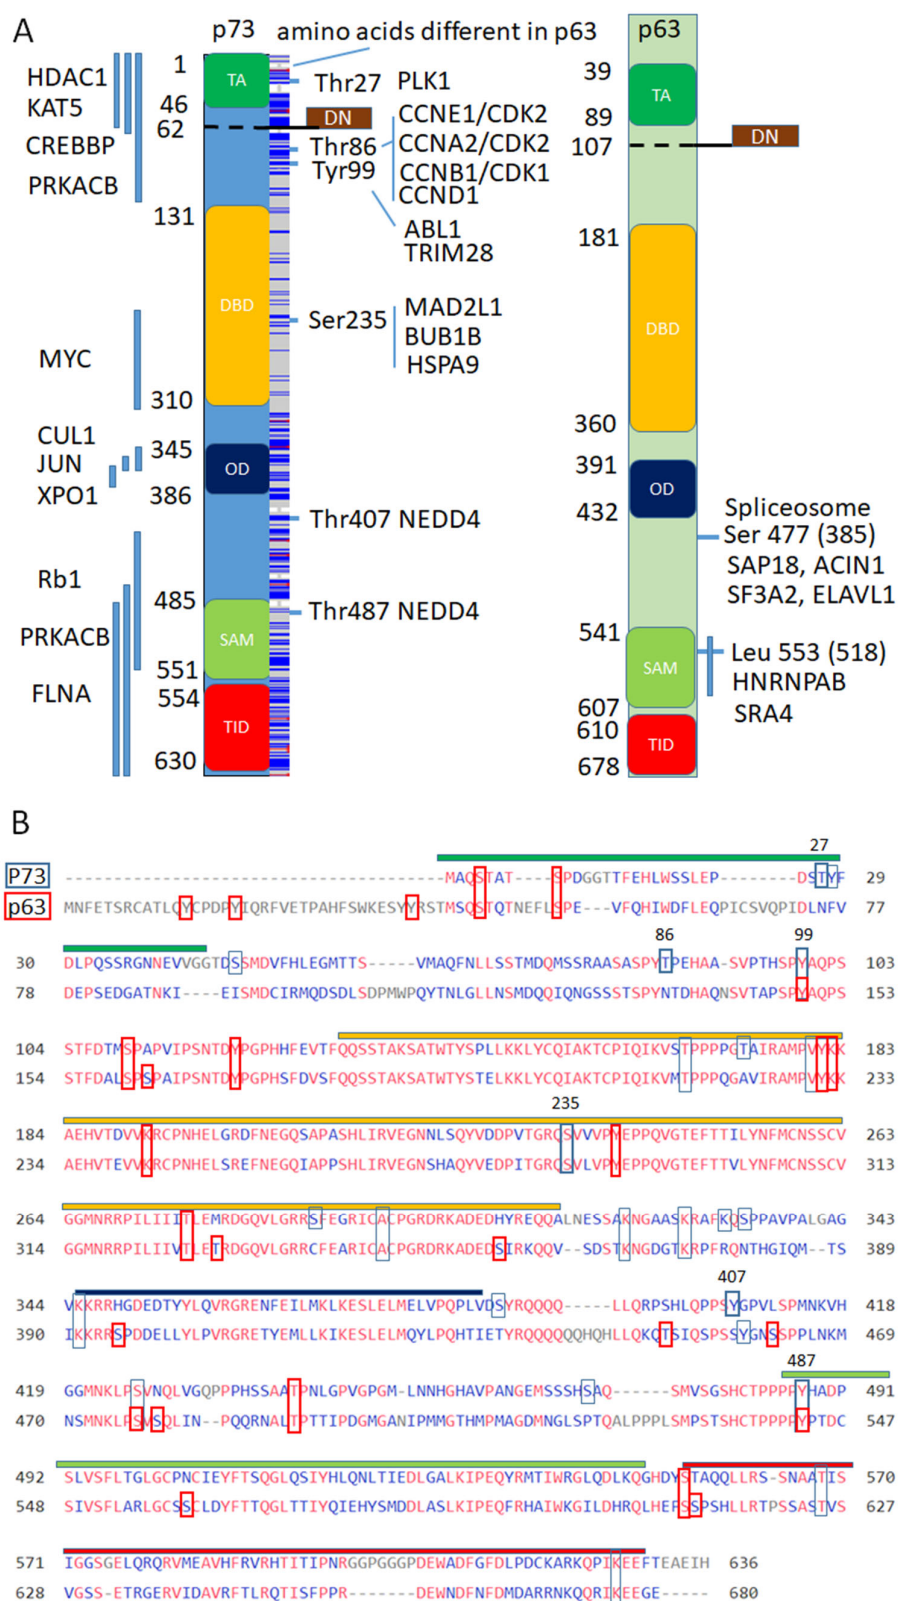 A
p73
amino acids different in p63
p63
HDAC1
KAT5
CREBBP
PRKACB
1
46
62
TA
DN
Thr27 PLK1
Thr86
Tyr99
CCNE1/CDK2
CCNA2/CDK2
CCNB1/CDK1
CCND1
ABL1
TRIM28
131
DBD
310
MYC
Ser235
MAD2L1
BUB1B
HSPA9
CUL1
JUN
XPO1
345
OD
386
Thr407 NEDD4
Rb1
PRKACB
FLNA
485
SAM
551
Thr487 NEDD4
554
TID
630
39
TA
89
107
DN
181
DBD
360
391
OD
432
Spliceosome
Ser 477 (385)
SAP18, ACIN1
SF3A2, ELAVL1
541
SAM
607
Leu 553 (518)
HNRNPAB
SRA4
610
TID
678
B
27
P73 ---------------------------------------MAQSTAT----SPDGGTTFEHLWSSLEP--------DSTYF 29
p63 MNFETSRCATLQYCPDPYIQRFVETPAHFSWKESYYRSTMSQSTQTNEFLSPE---VFQHIWDFLEQPICSVQPIDLNFV 77
86 99
30 DLPQSSRGNNEVVGGTDSSMDVFHLEGMTTS-----VMAQFNLLSSTMDQMSSRAASASPYTPEHAA-SVPTHSPYAQPS 103
78 DEPSEDGATNKI----EISMDCIRMQDSDLSDPMWPQYTNLGLLNSMDQQIQNGSSSTSPYNTDHAQNSVTAPSPYAQPS 153
104 STFDTMSPAPVIPSNTDYPGPHHFEVTFQQSSTAKSATWTYSPLLKKLYCQIAKTCPIQIKVSTPPPPGTAIRAMPVYKK 183
154 STFDALSPSPAIPSNTDYPGPHSFDVSFQQSSTAKSATWTYSTELKKLYCQIAKTCPIQIKVMTPPPQGAVIRAMPVYKK 233
235
184 AEHVTDVVKRCPNHELGRDFNEGQSAPASHLIRVEGNNLSQYVDDPVTGRQSVVVPYEPPQVGTEFTTILYNFMCNSSCV 263
234 AEHVTEVVKRCPNHELSREFNEGQIAPPSHLIRVEGNSHAQYVEDPITGRQSVLVPYEPPQVGTEFTTVLYNFMCNSSCV 313
264 GGMNRRPILIIITLEMRDGQVLGRRSFEGRICACPGRDRKADEDHYREQQALNESSAKNGAASKRAFKQSPPAVPALGAG 343
314 GGMNRRPILIIVTLETRDGQVLGRRCFEARICACPGRDRKADEDSIRKQQV--SDSTKNGDGTKRPFRQNTHGIQM--TS 389
407
344 VKKRRHGDEDTYYLQVRGRENFEILMKLKESLELMELVPQPLVDSYRQQQQ-----LLQRPSHLQPPSYGPVLSPMNKVH 418
390 IKKRRSPDDELLYLPVRGRETYEMLLKIKESLELMQYLPQHTIETYRQQQQQQHQHLLQKQTSIQSPSSYGNSSPPLNKM 469
487
419 GGMNKLPSVNQLVGQPPPHSSAATPNLGPVGPGM-LNNHGHAVPANGEMSSSHSAQ------SMVSGSHCTPPPPYHADP 491
470 NSMNKLPSVSQLIN--PQQRNALTPTTIPDGMGANIPMMGTHMPMAGDMNGLSPTQALPPPLSMPSTSHCTPPPPYPTDC 547
492 SLVSFLTGLGCPNCIEYFTSQGLQSIYHLQNLTIEDLGALKIPEQYRMTIWRGLQDLKQGHDYSTAQQLLRS-SNAATIS 570
548 SIVSFLARLGCSSCLDYFTTQGLTTIYQIEHYSMDDLASLKIPEQFRHAIWKGILDHRQLHEFSSPSHLLRTPSSASTVS 627
571 IGGSGELQRQRVMEAVHFRVRHTITIPNRGGPGGGPDEWADFGFDLPDCKARKQPIKEEFTEAEIH 636
628 VGSS-ETRGERVIDAVRFTLRQTISFPPR-------DEWNDFNFDMDARRNKQQRIKEEGE----- 680